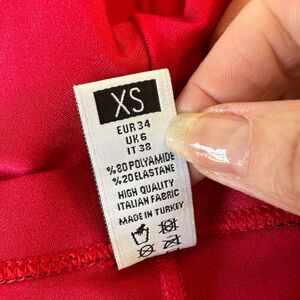 XS
EUR 34
UK 6
IT 38
%80 POLYAMIDE
%20 ELASTANE
HIGH QUALITY
ITALIAN FABRIC
MADE IN TURKEY